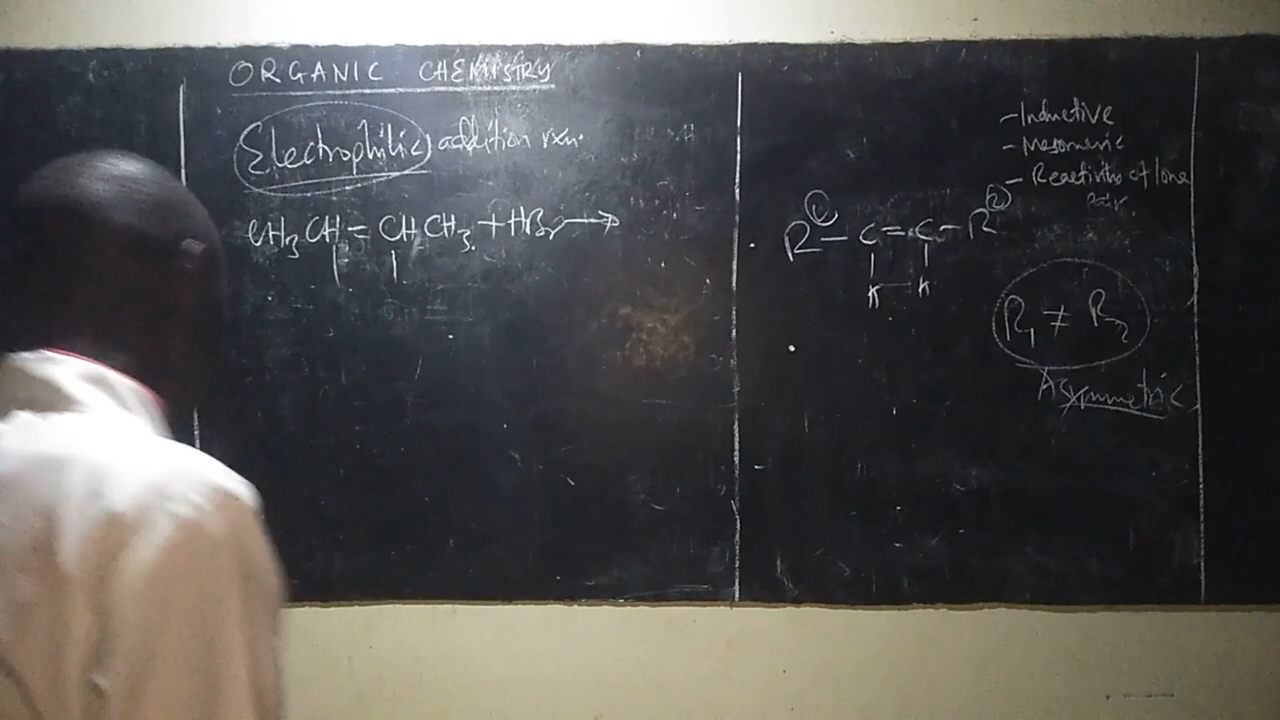 ORGANIC CHEMISTRY
Electrophilic addition rxn.
CH3CH = CHCH3 + HBr →
- Inductive
- Mesomeric
- Reactivity of lone
Pair
R1 - C = C - R2
H H
R1 ≠ R2
Asymmetric